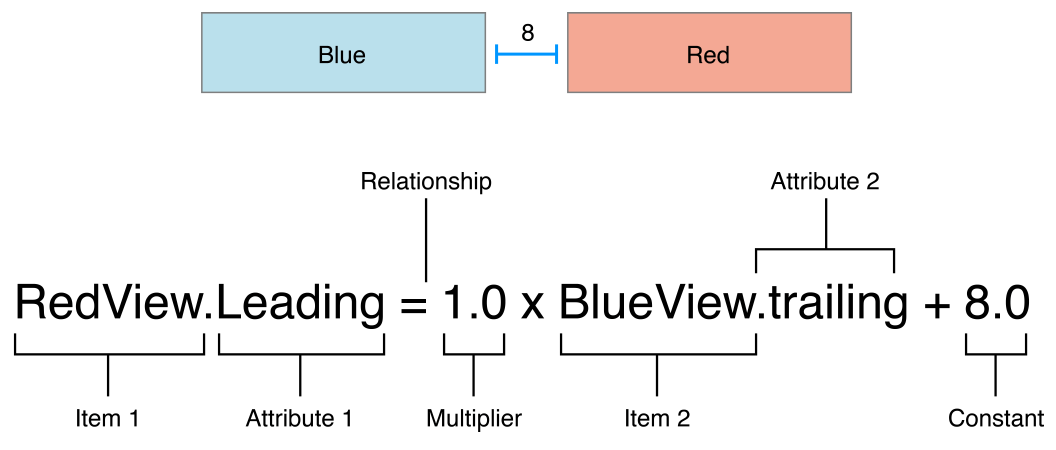 8
Blue
Red
Relationship
Attribute 2
RedView.Leading = 1.0 x BlueView.trailing + 8.0
Item 1
Attribute 1
Multiplier
Item 2
Constant